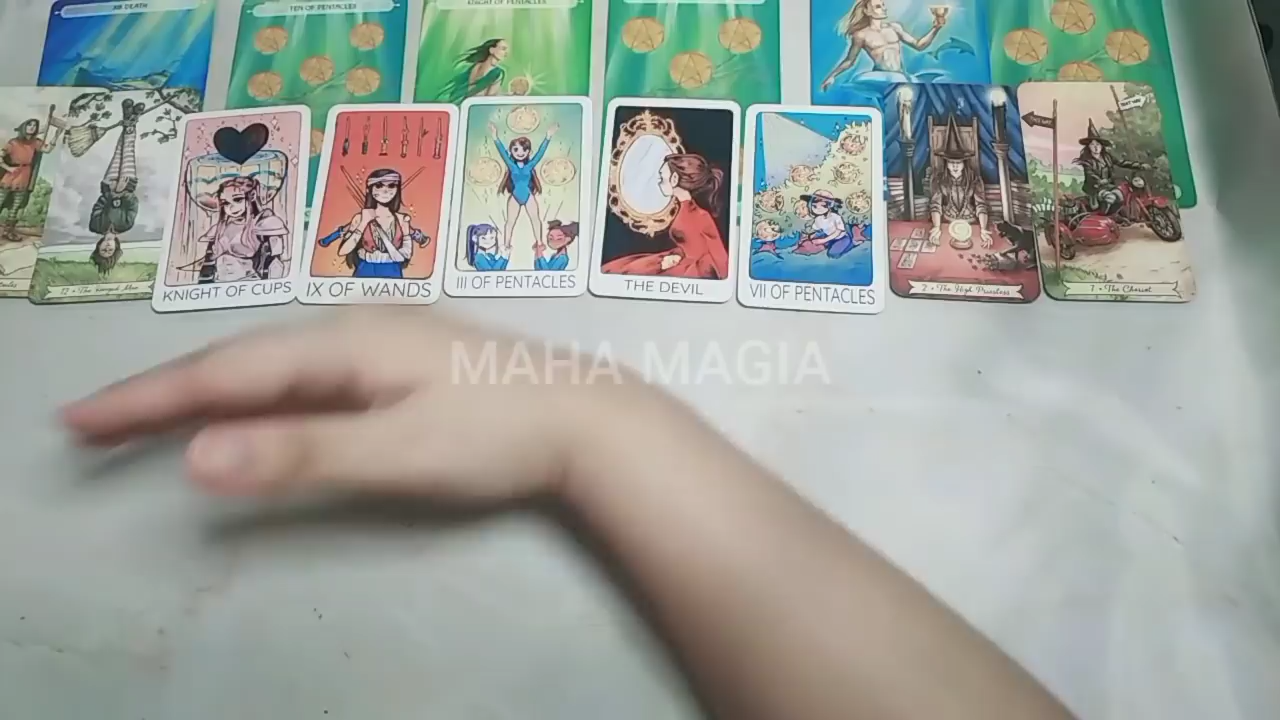 XIII DEATH
TEN OF PENTACLES
KNIGHT OF PENTACLES
KNIGHT OF CUPS
IX OF WANDS
III OF PENTACLES
THE DEVIL
VII OF PENTACLES
12 • The Hanged Man
2 • The High Priestess
7 • The Chariot
MAHA MAGIA